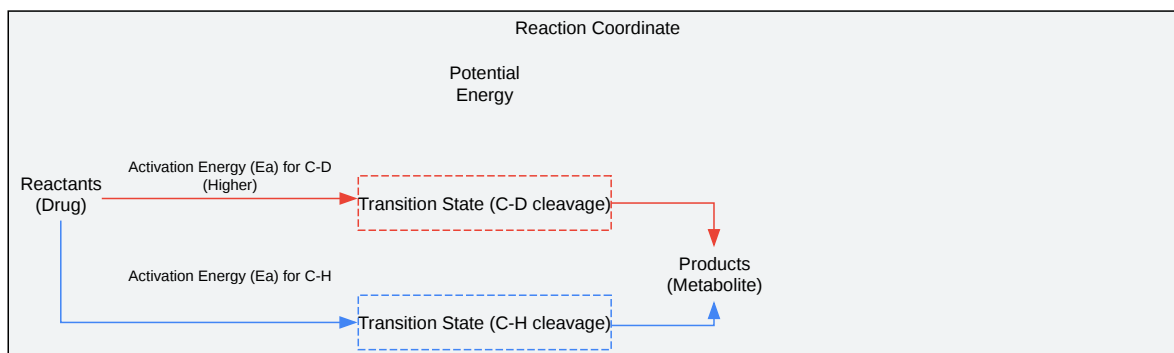 Reaction Coordinate
Potential
Energy
Activation Energy (Ea) for C-D
(Higher)
Reactants
(Drug)
Transition State (C-D cleavage)
Products
(Metabolite)
Activation Energy (Ea) for C-H
Transition State (C-H cleavage)